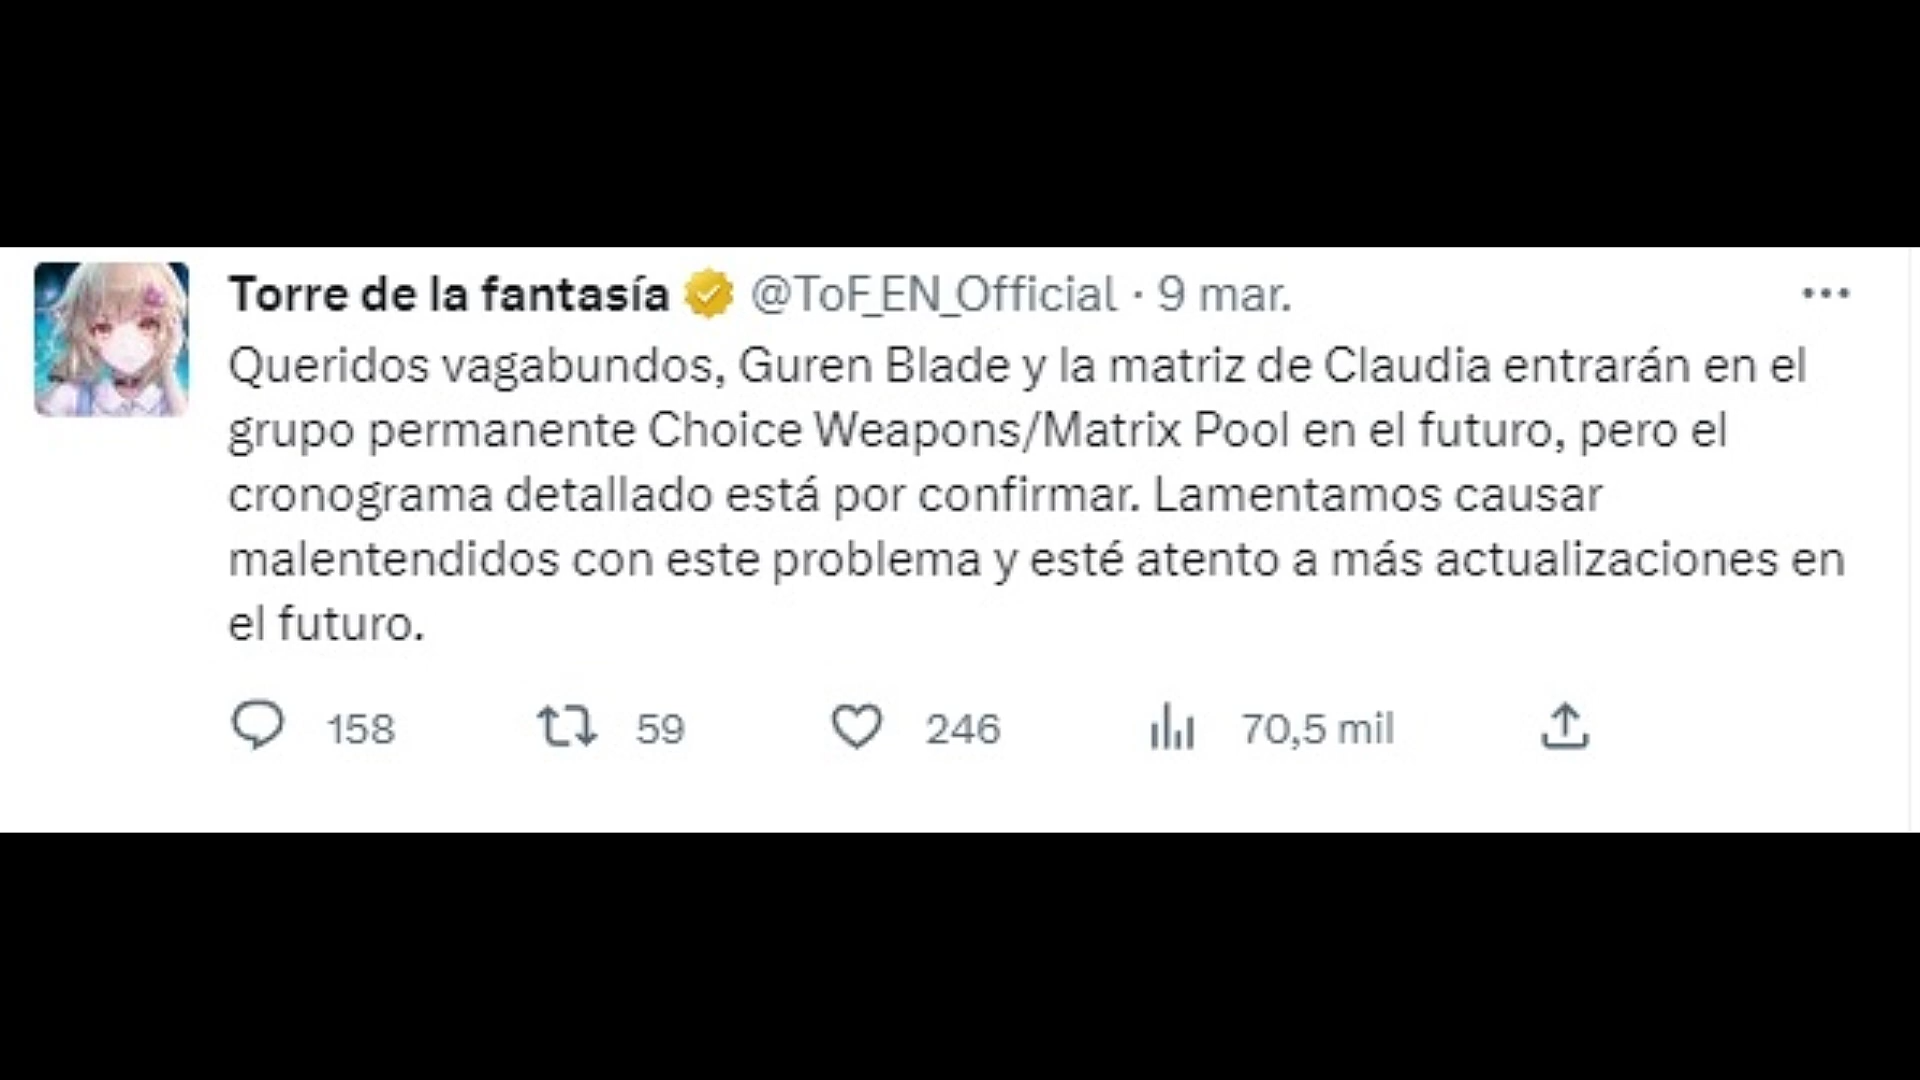 Torre de la fantasía @ToF_EN_Official · 9 mar.
Queridos vagabundos, Guren Blade y la matriz de Claudia entrarán en el
grupo permanente Choice Weapons/Matrix Pool en el futuro, pero el
cronograma detallado está por confirmar. Lamentamos causar
malentendidos con este problema y esté atento a más actualizaciones en
el futuro.
158 59 246 70,5 mil